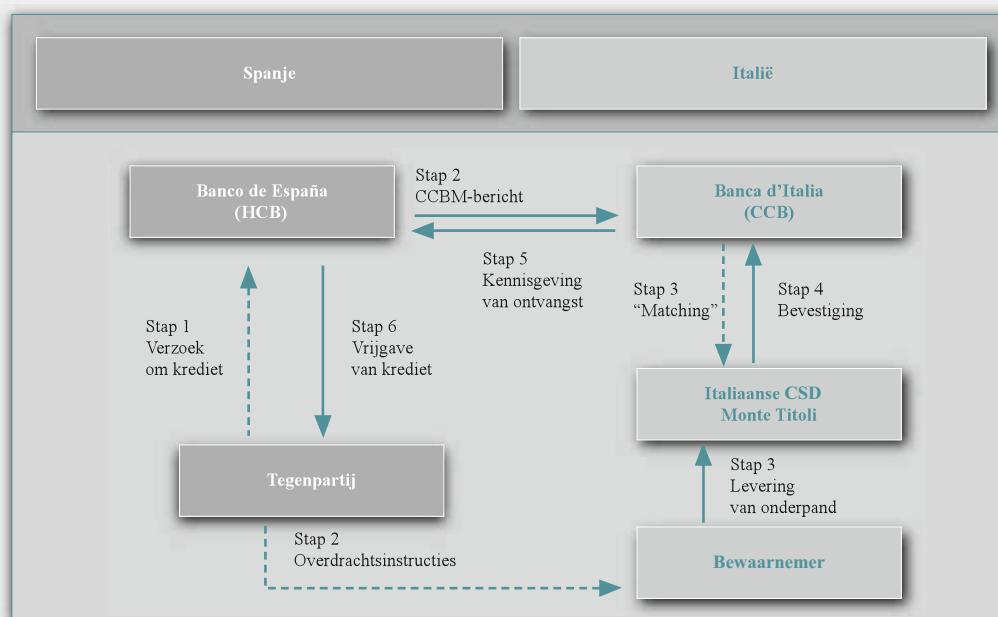 Spanje
Italië
Banco de España
(HCB)
Stap 2
CCBM-bericht
Banca d’Italia
(CCB)
Stap 5
Kennisgeving
van ontvangst
Stap 3
“Matching”
Stap 4
Bevestiging
Stap 1
Verzoek
om krediet
Stap 6
Vrijgave
van krediet
Italiaanse CSD
Monte Titoli
Tegenpartij
Stap 3
Levering
van onderpand
Stap 2
Overdrachtsinstructies
Bewaarnemer